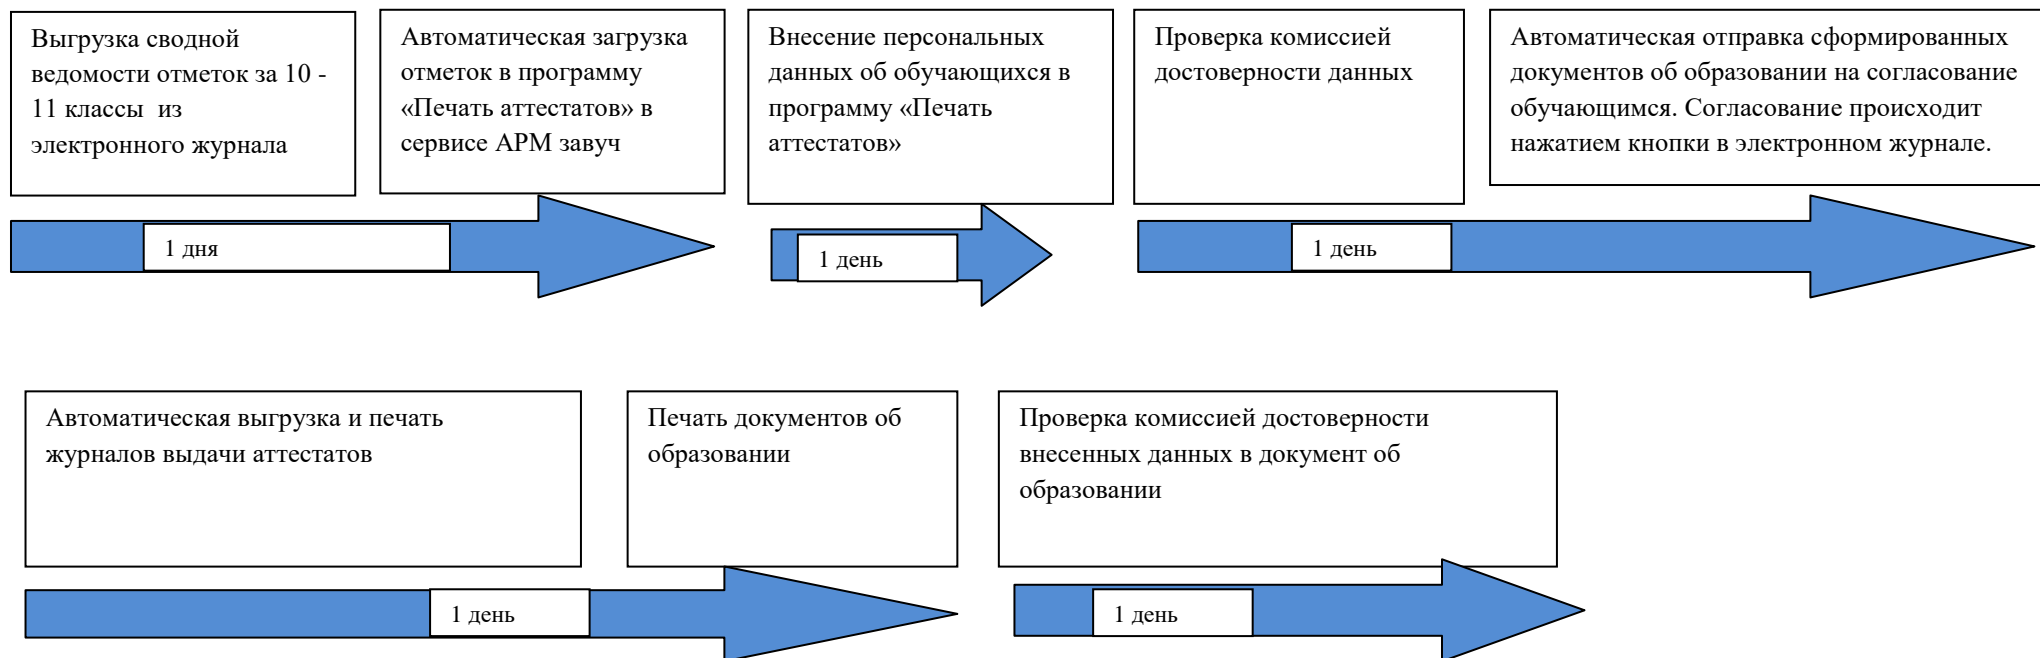 Выгрузка сводной
ведомости отметок за 10 -
11 классы  из
электронного журнала
Автоматическая загрузка
отметок в программу
«Печать аттестатов» в
сервисе АРМ завуч
Внесение персональных
данных об обучающихся в
программу «Печать
аттестатов»
Проверка комиссией
достоверности данных
Автоматическая отправка сформированных
документов об образовании на согласование
обучающимся. Согласование происходит
нажатием кнопки в электронном журнале.
1 дня
1 день
1 день
Автоматическая выгрузка и печать
журналов выдачи аттестатов
Печать документов об
образовании
Проверка комиссией достоверности
внесенных данных в документ об
образовании
1 день
1 день